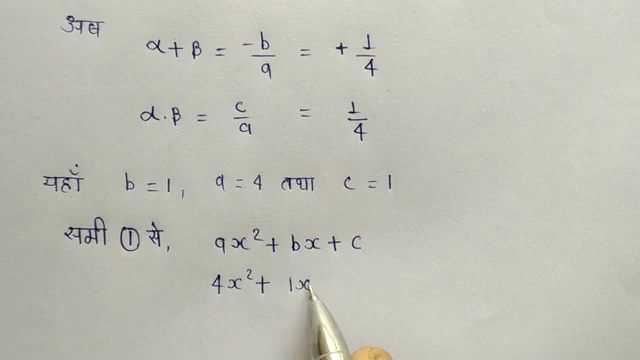 अब
α + β = -b/a = + 1/4
α.β = c/a = 1/4
यहाँ b = 1, a = 4 तथा c = 1
समी ① से, ax² + bx + c
4x² + 1x